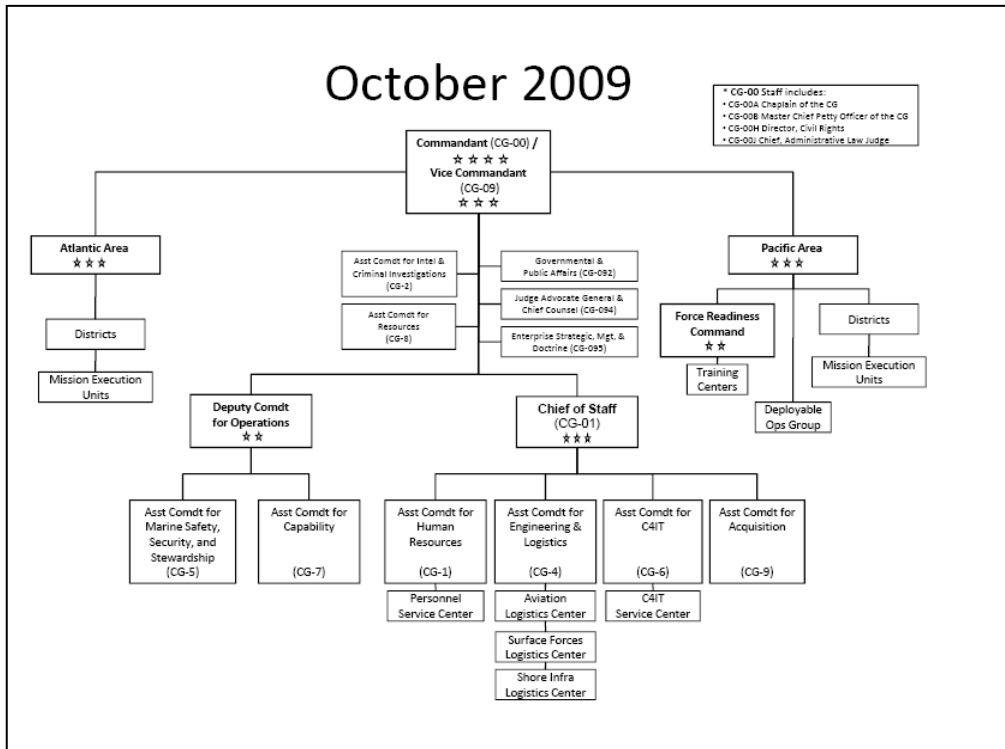 October 2009
* CG-00 Staff includes:
• CG-00A Chaplain of the CG
• CG-00B Master Chief Petty Officer of the CG
• CG-00H Director, Civil Rights
• CG-00J Chief, Administrative Law Judge
Commandant (CG-00) /
☆ ☆ ☆ ☆
Vice Commandant
(CG-09)
☆ ☆ ☆
Atlantic Area
☆ ☆ ☆
Districts
Mission Execution
Units
Asst Comdt for Intel &
Criminal Investigations
(CG-2)
Asst Comdt for
Resources
(CG-8)
Governmental &
Public Affairs (CG-092)
Judge Advocate General &
Chief Counsel (CG-094)
Enterprise Strategic, Mgt, &
Doctrine (CG-095)
Pacific Area
☆ ☆ ☆
Force Readiness
Command
☆ ☆
Training
Centers
Districts
Mission Execution
Units
Deployable
Ops Group
Deputy Comdt
for Operations
☆ ☆
Chief of Staff
(CG-01)
☆ ☆ ☆
Asst Comdt for
Marine Safety,
Security, and
Stewardship
(CG-5)
Asst Comdt for
Capability
(CG-7)
Asst Comdt for
Human
Resources
(CG-1)
Personnel
Service Center
Asst Comdt for
Engineering &
Logistics
(CG-4)
Aviation
Logistics Center
Surface Forces
Logistics Center
Shore Infra
Logistics Center
Asst Comdt for
C4IT
(CG-6)
C4IT
Service Center
Asst Comdt for
Acquisition
(CG-9)